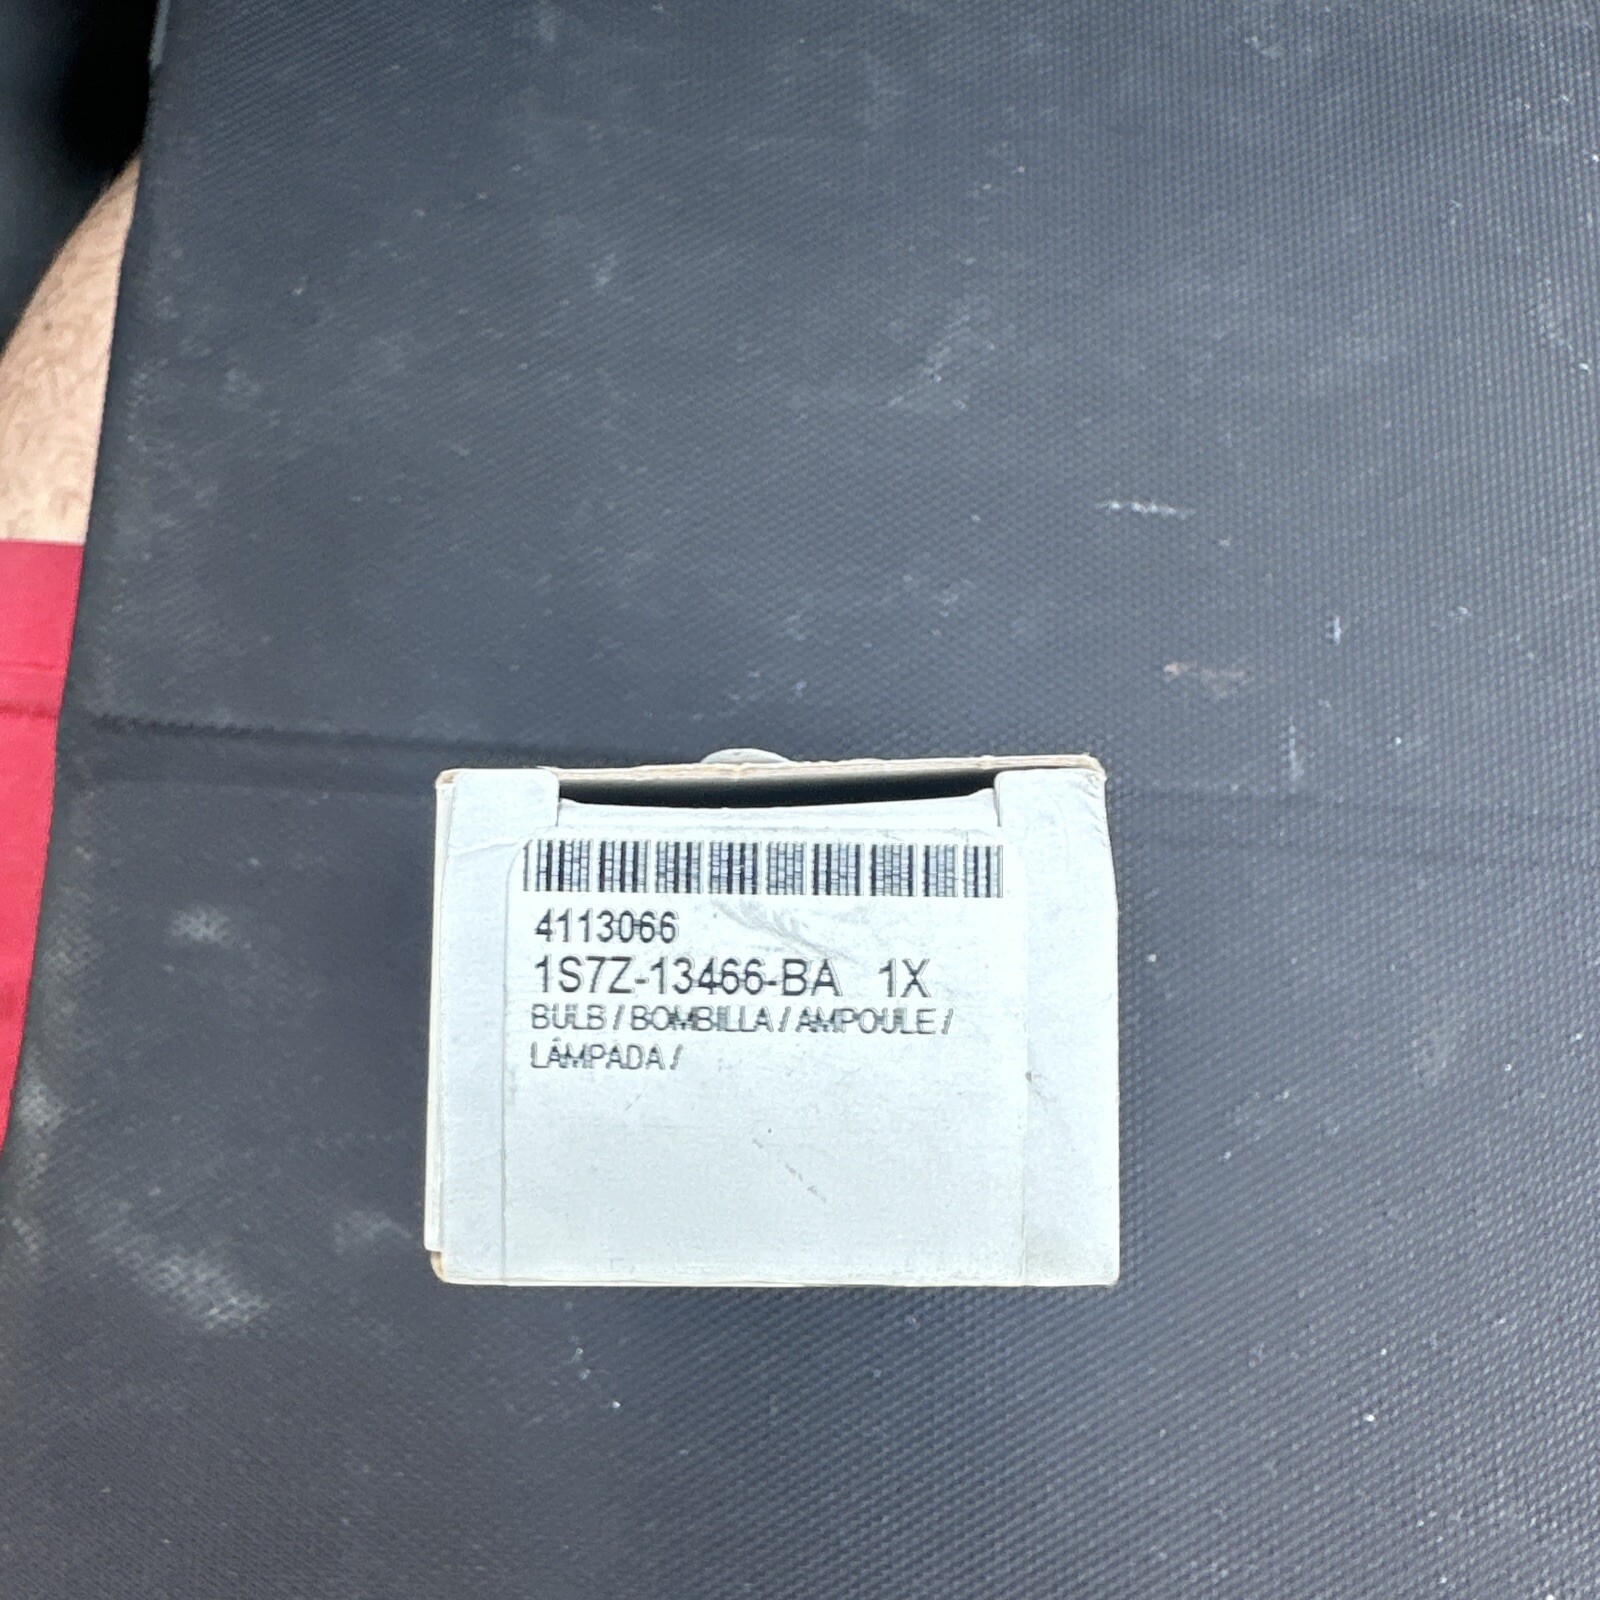 4113066
1S7Z-13466-BA 1X
BULB / BOMBILLA / AMPOULE /
LÂMPADA /